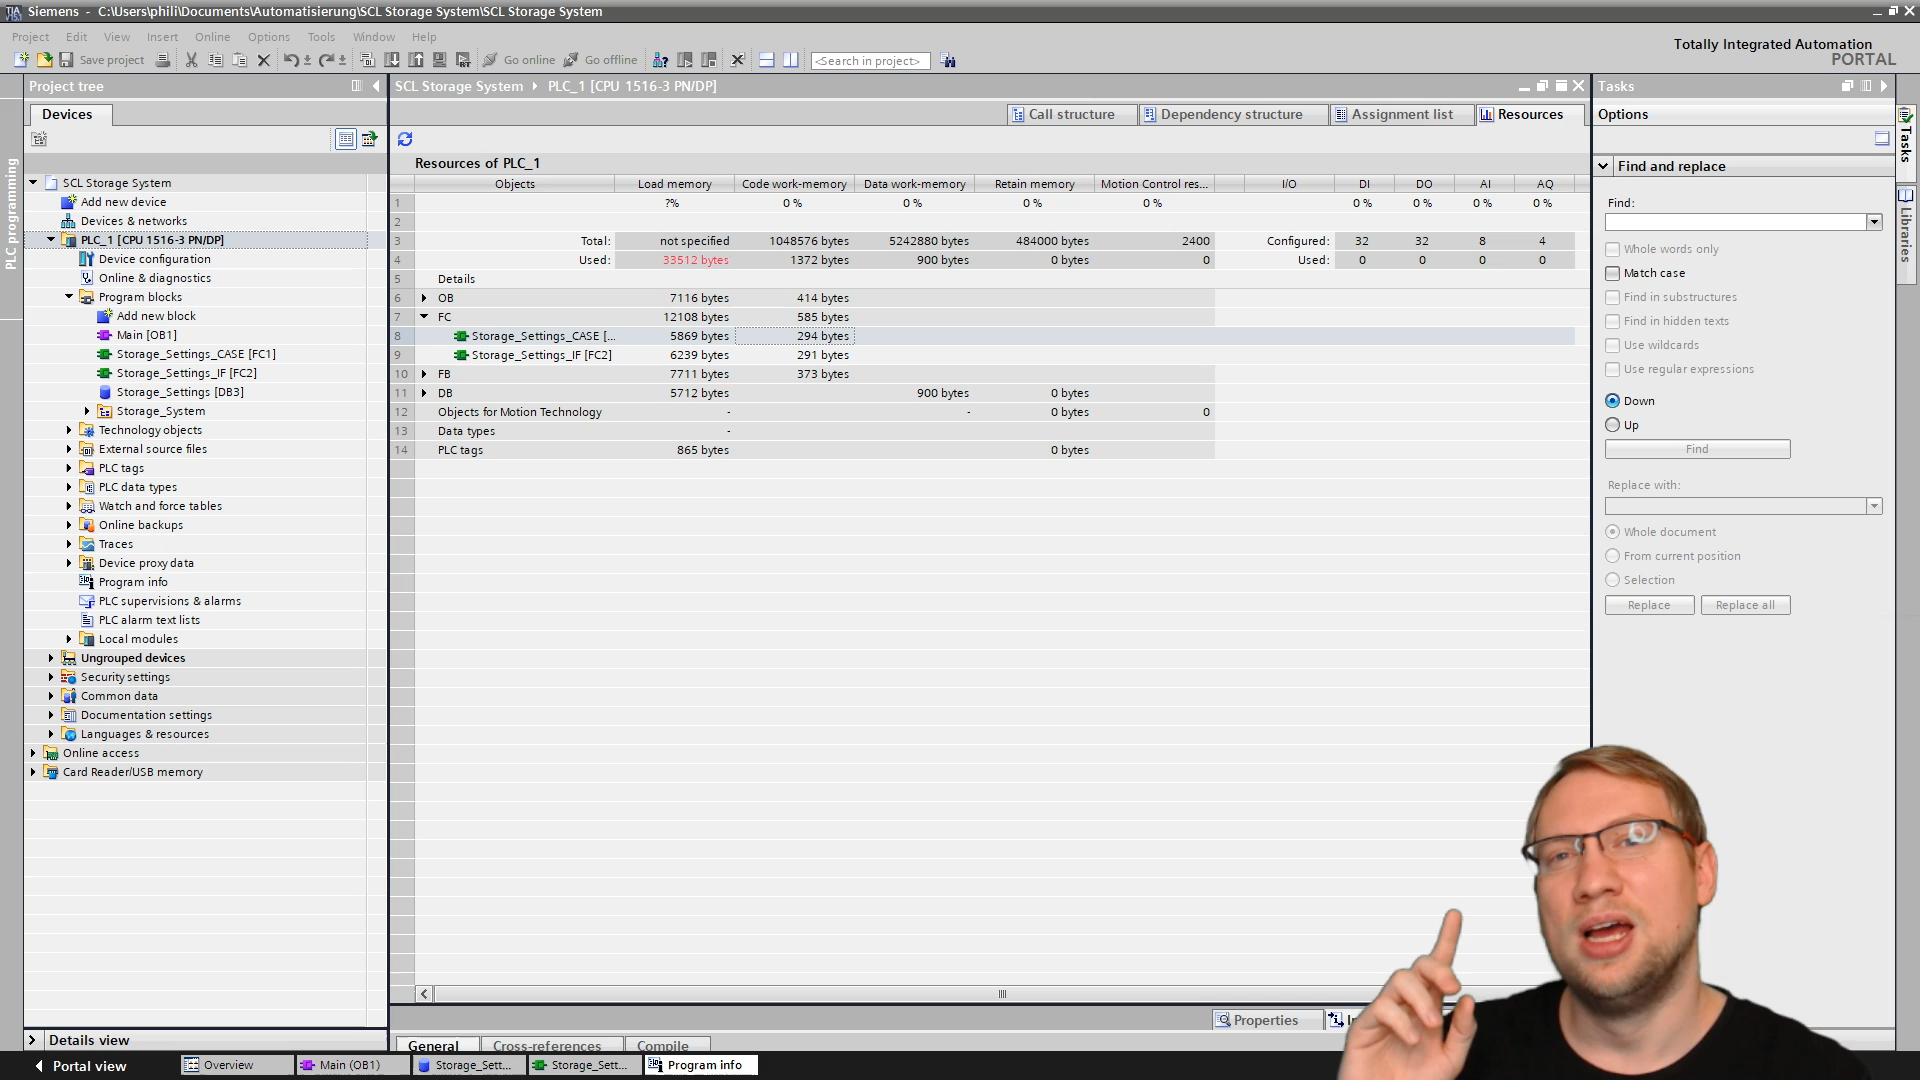 Siemens - C:\Users\phili\Documents\Automatisierung\SCL Storage System\SCL Storage System
Project Edit View Insert Online Options Tools Window Help
Totally Integrated Automation
PORTAL
Save project
Go online
Go offline
<Search in project>
Project tree
SCL Storage System
PLC_1 [CPU 1516-3 PN/DP]
Tasks
Devices
Call structure
Dependency structure
Assignment list
Resources
Options
PLC programming
Tasks
Libraries
SCL Storage System
Add new device
Devices & networks
PLC_1 [CPU 1516-3 PN/DP]
Device configuration
Online & diagnostics
Program blocks
Add new block
Main [OB1]
Storage_Settings_CASE [FC1]
Storage_Settings_IF [FC2]
Storage_Settings [DB3]
Storage_System
Technology objects
External source files
PLC tags
PLC data types
Watch and force tables
Online backups
Traces
Device proxy data
Program info
PLC supervisions & alarms
PLC alarm text lists
Local modules
Ungrouped devices
Security settings
Common data
Documentation settings
Languages & resources
Online access
Card Reader/USB memory
Details view
Resources of PLC_1
Objects Load memory Code work-memory Data work-memory Retain memory Motion Control res... I/O DI DO AI AQ
1 ?% 0 % 0 % 0 % 0 % 0 % 0 % 0 % 0 %
2
3 Total: not specified 1048576 bytes 5242880 bytes 484000 bytes 2400 Configured: 32 32 8 4
4 Used: 33512 bytes 1372 bytes 900 bytes 0 bytes 0 Used: 0 0 0 0
5 Details
6 OB 7116 bytes 414 bytes
7 FC 12108 bytes 585 bytes
8 Storage_Settings_CASE [... 5869 bytes 294 bytes
9 Storage_Settings_IF [FC2] 6239 bytes 291 bytes
10 FB 7711 bytes 373 bytes
11 DB 5712 bytes 900 bytes 0 bytes
12 Objects for Motion Technology - - 0 bytes 0
13 Data types -
14 PLC tags 865 bytes 0 bytes
Find and replace
Find:
Whole words only
Match case
Find in substructures
Find in hidden texts
Use wildcards
Use regular expressions
Down
Up
Find
Replace with:
Whole document
From current position
Selection
Replace
Replace all
Properties
General
Cross-references
Compile
Portal view
Overview
Main (OB1)
Storage_Sett...
Storage_Sett...
Program info